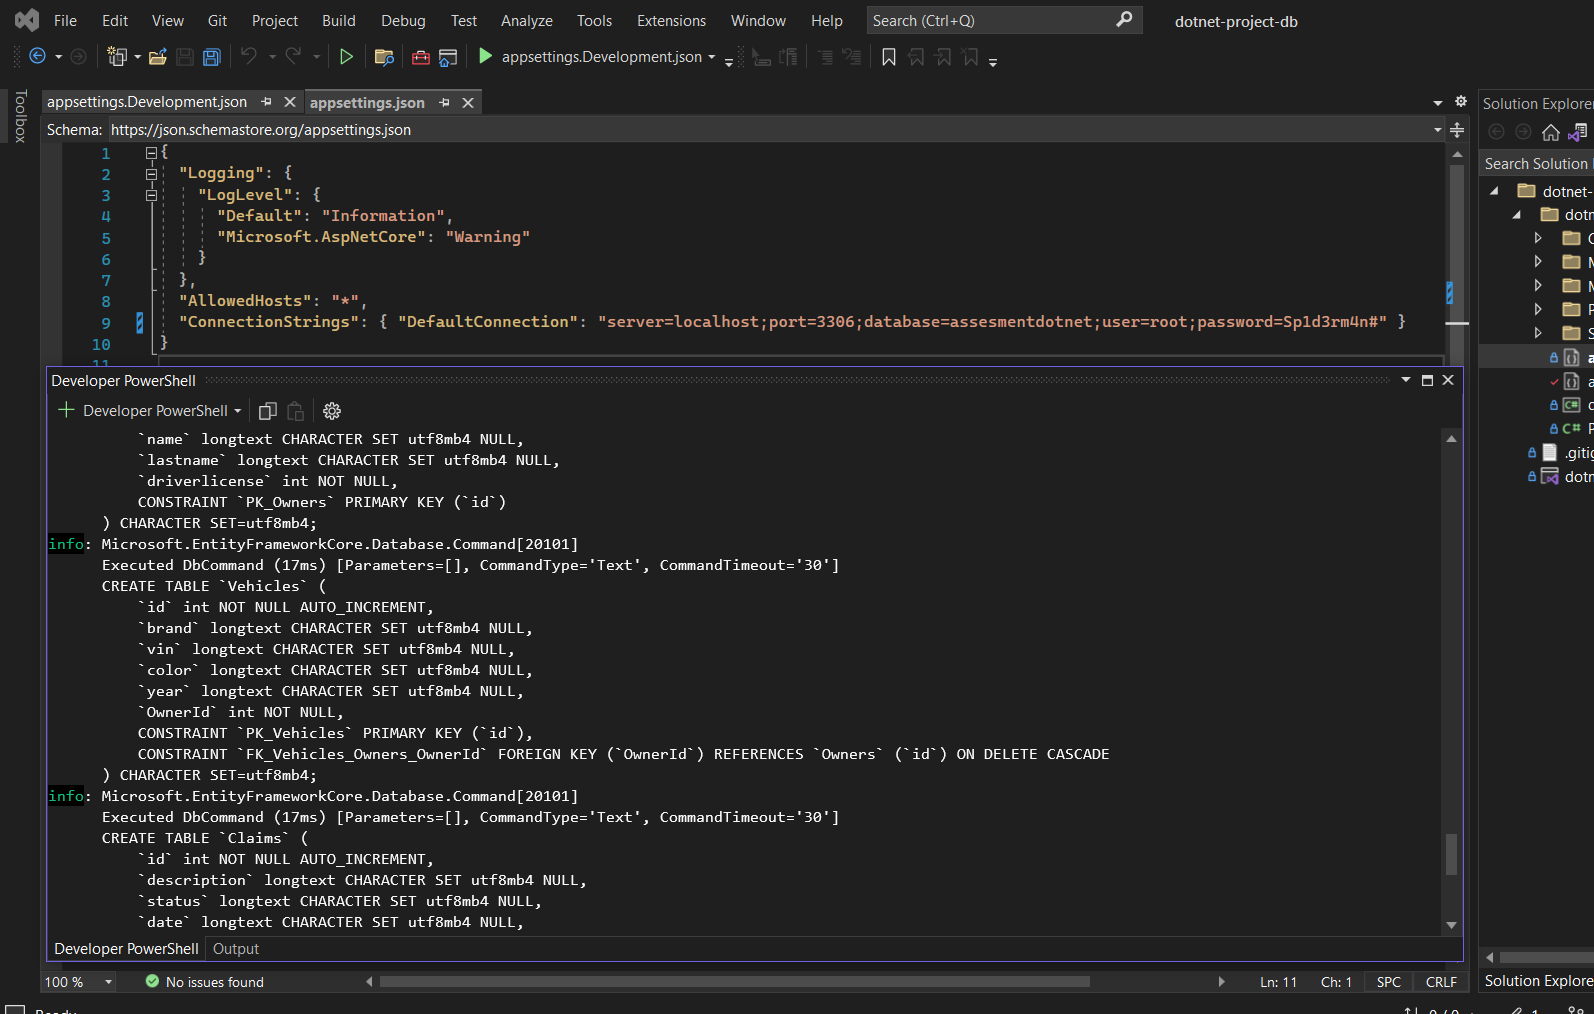 File Edit View Git Project Build Debug Test Analyze Tools Extensions Window Help Search (Ctrl+Q) dotnet-project-db
appsettings.Development.json
Toolbox
appsettings.Development.json appsettings.json
Schema: https://json.schemastore.org/appsettings.json
1 {
2 "Logging": {
3 "LogLevel": {
4 "Default": "Information",
5 "Microsoft.AspNetCore": "Warning"
6 }
7 },
8 "AllowedHosts": "*",
9 "ConnectionStrings": { "DefaultConnection": "server=localhost;port=3306;database=assesmentdotnet;user=root;password=Sp1d3rm4n#" }
10 }
11
Developer PowerShell
Developer PowerShell
`name` longtext CHARACTER SET utf8mb4 NULL,
`lastname` longtext CHARACTER SET utf8mb4 NULL,
`driverlicense` int NOT NULL,
CONSTRAINT `PK_Owners` PRIMARY KEY (`id`)
) CHARACTER SET=utf8mb4;
info: Microsoft.EntityFrameworkCore.Database.Command[20101]
Executed DbCommand (17ms) [Parameters=[], CommandType='Text', CommandTimeout='30']
CREATE TABLE `Vehicles` (
`id` int NOT NULL AUTO_INCREMENT,
`brand` longtext CHARACTER SET utf8mb4 NULL,
`vin` longtext CHARACTER SET utf8mb4 NULL,
`color` longtext CHARACTER SET utf8mb4 NULL,
`year` longtext CHARACTER SET utf8mb4 NULL,
`OwnerId` int NOT NULL,
CONSTRAINT `PK_Vehicles` PRIMARY KEY (`id`),
CONSTRAINT `FK_Vehicles_Owners_OwnerId` FOREIGN KEY (`OwnerId`) REFERENCES `Owners` (`id`) ON DELETE CASCADE
) CHARACTER SET=utf8mb4;
info: Microsoft.EntityFrameworkCore.Database.Command[20101]
Executed DbCommand (17ms) [Parameters=[], CommandType='Text', CommandTimeout='30']
CREATE TABLE `Claims` (
`id` int NOT NULL AUTO_INCREMENT,
`description` longtext CHARACTER SET utf8mb4 NULL,
`status` longtext CHARACTER SET utf8mb4 NULL,
`date` longtext CHARACTER SET utf8mb4 NULL,
Developer PowerShell Output
100 % No issues found Ln: 11 Ch: 1 SPC CRLF
Solution Explorer
Search Solution
dotnet-
dotn
.gitig
dotn
Solution Explore
Ready